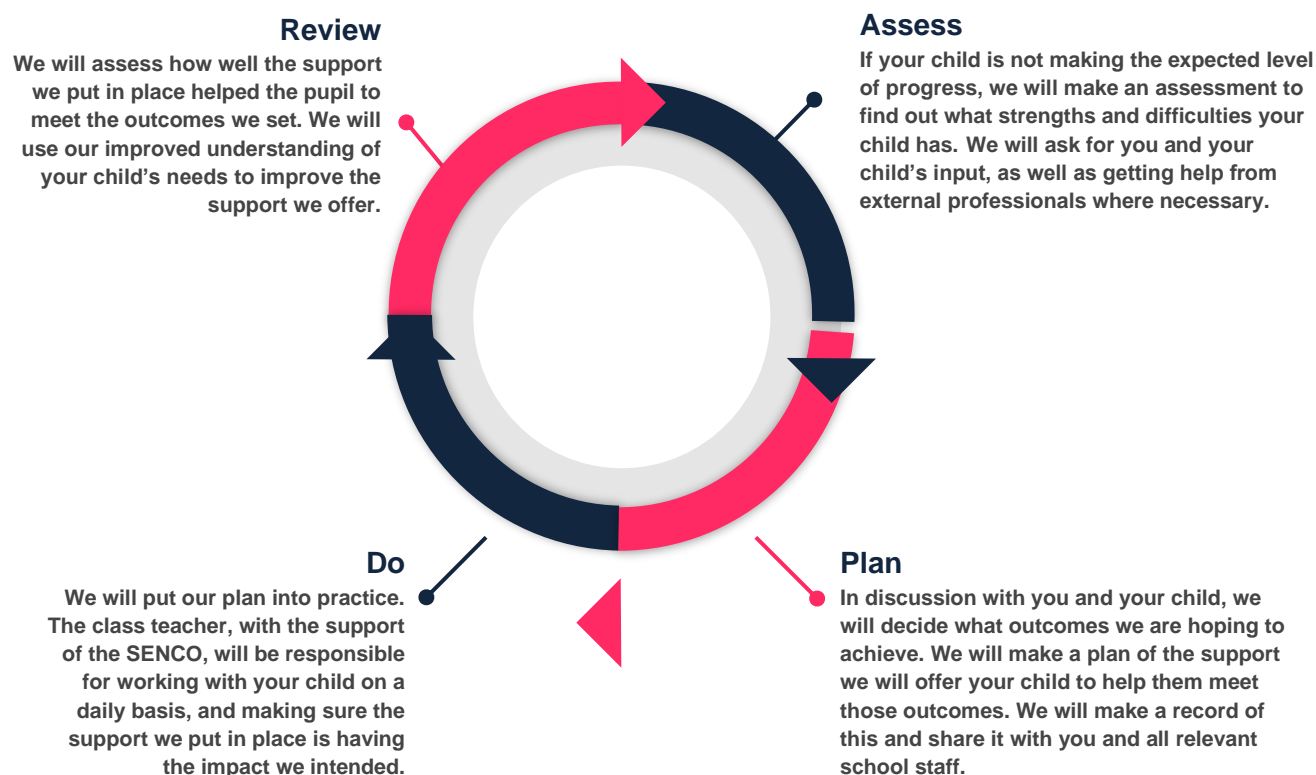 Review
We will assess how well the support
we put in place helped the pupil to
meet the outcomes we set. We will
use our improved understanding of
your child’s needs to improve the
support we offer.
Assess
If your child is not making the expected level
of progress, we will make an assessment to
find out what strengths and difficulties your
child has. We will ask for you and your
child’s input, as well as getting help from
external professionals where necessary.
Do
We will put our plan into practice.
The class teacher, with the support
of the SENCO, will be responsible
for working with your child on a
daily basis, and making sure the
support we put in place is having
the impact we intended.
Plan
In discussion with you and your child, we
will decide what outcomes we are hoping to
achieve. We will make a plan of the support
we will offer your child to help them meet
those outcomes. We will make a record of
this and share it with you and all relevant
school staff.